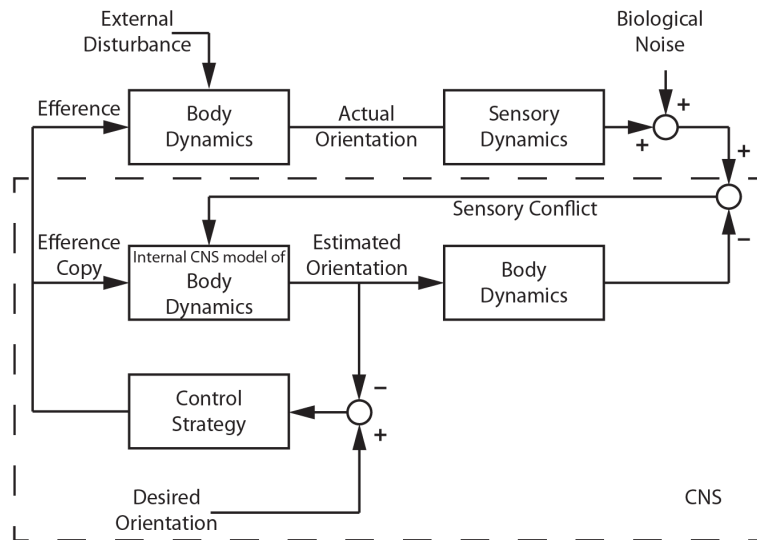 External
Disturbance
Biological
Noise
Efference
Body
Dynamics
Actual
Orientation
Sensory
Dynamics
+
+
+
Sensory Conflict
Efference
Copy
Internal CNS model of
Body
Dynamics
Estimated
Orientation
Body
Dynamics
−
Control
Strategy
−
+
Desired
Orientation
CNS